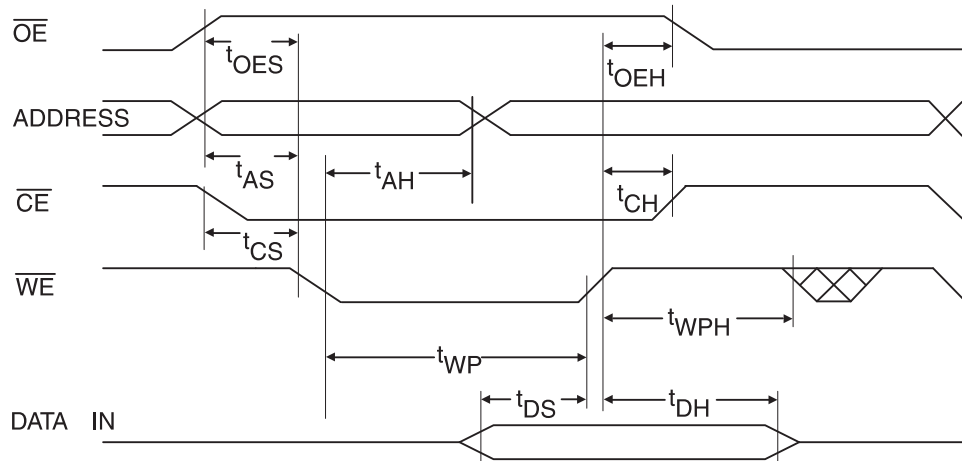 OE
tOES
tOEH
ADDRESS
tAS
tAH
CE
tCH
tCS
WE
tWPH
tWP
tDS
tDH
DATA IN